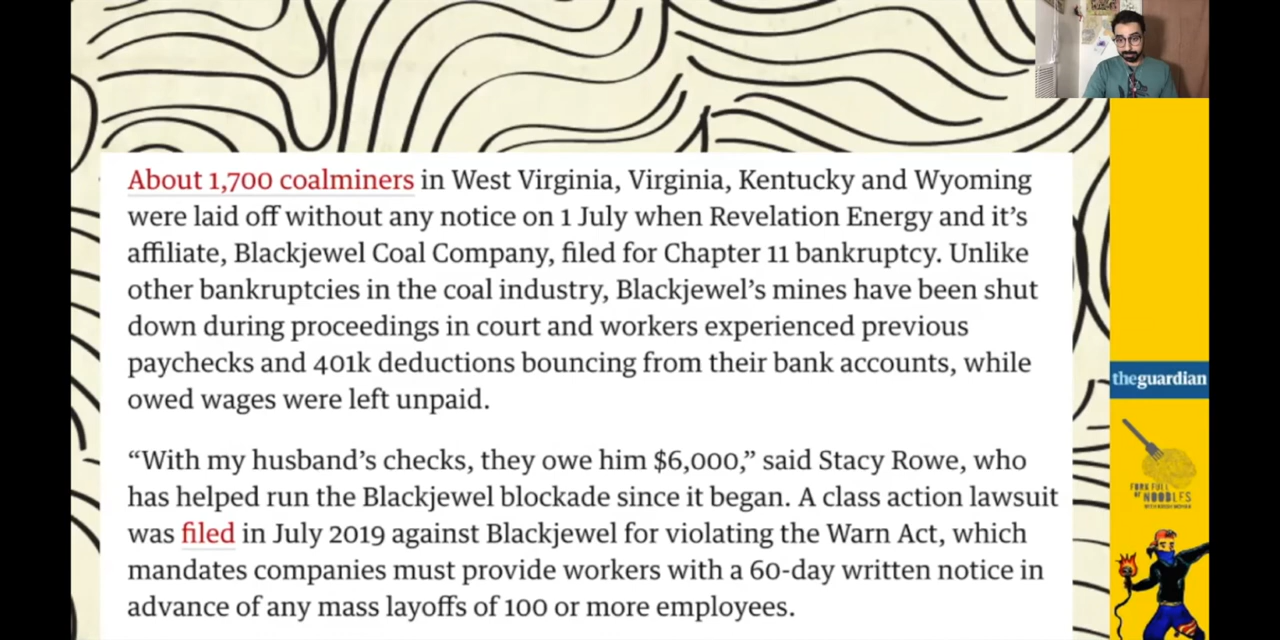 About 1,700 coalminers in West Virginia, Virginia, Kentucky and Wyoming
were laid off without any notice on 1 July when Revelation Energy and it’s
affiliate, Blackjewel Coal Company, filed for Chapter 11 bankruptcy. Unlike
other bankruptcies in the coal industry, Blackjewel’s mines have been shut
down during proceedings in court and workers experienced previous
paychecks and 401k deductions bouncing from their bank accounts, while
owed wages were left unpaid.
“With my husband’s checks, they owe him $6,000,” said Stacy Rowe, who
has helped run the Blackjewel blockade since it began. A class action lawsuit
was filed in July 2019 against Blackjewel for violating the Warn Act, which
mandates companies must provide workers with a 60-day written notice in
advance of any mass layoffs of 100 or more employees.
theguardian
FORK FULL
OF NOODLES